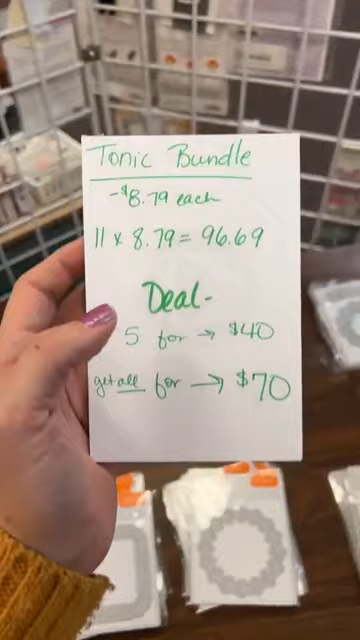 Tonic Bundle
-$8.79 each
11 x 8.79 = 96.69
Deal-
5 for → $40
get all for → $70